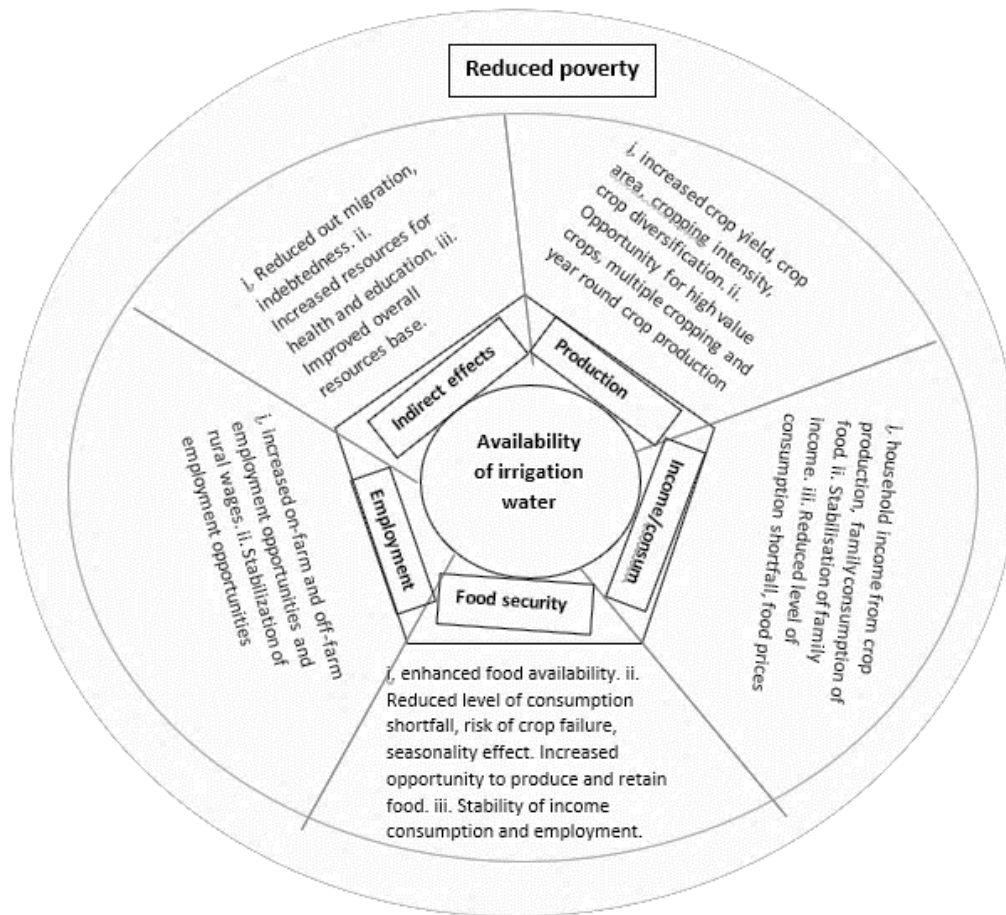 Reduced poverty
i, Reduced out migration,
indebtedness. ii.
Increased resources for
health and education. iii.
Improved overall
resources base.
i, increased crop yield, crop
area, cropping intensity,
crop diversification. ii.
Opportunity for high value
crops, multiple cropping and
year round crop production
Indirect effects
Production
Availability
of irrigation
water
Employment
Income/consum.
Food security
i, increased on-farm and off-farm
employment opportunities and
rural wages. ii. Stabilization of
employment opportunities
i, household income from crop
production, family consumption of
food. ii. Stabilisation of family
income. iii. Reduced level of
consumption shortfall, food prices
i, enhanced food availability. ii.
Reduced level of consumption
shortfall, risk of crop failure,
seasonality effect. Increased
opportunity to produce and retain
food. iii. Stability of income
consumption and employment.